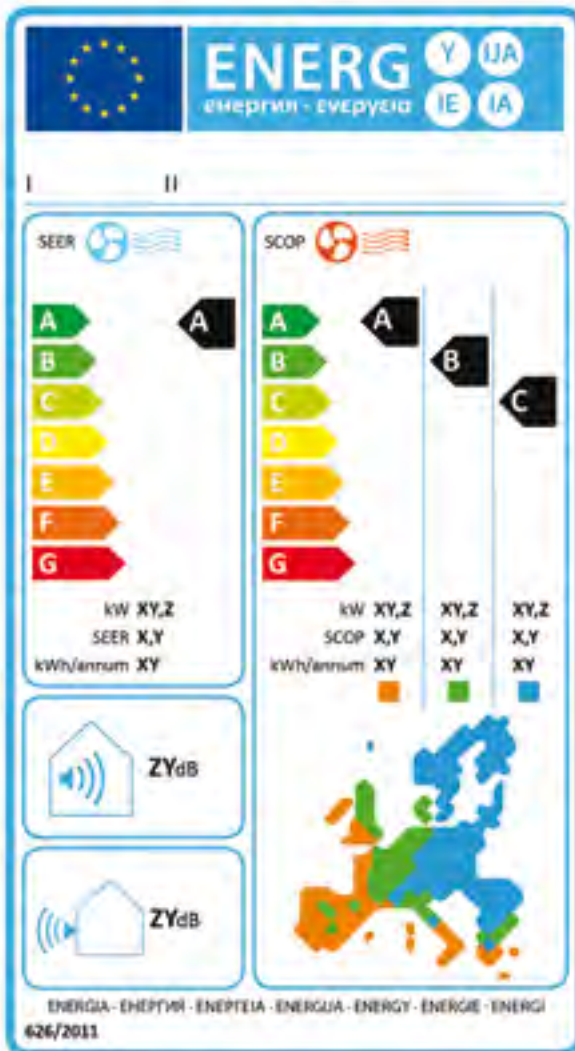 ENERG Y IJA
енергия · ενεργεια IE IA
I II
SEER
A A
B
C
D
E
F
G
kW XY,Z
SEER X,Y
kWh/annum XY
SCOP
A A
B B
C C
D
E
F
G
kW XY,Z XY,Z XY,Z
SCOP X,Y X,Y X,Y
kWh/annum XY XY XY
ZYdB
ZYdB
ENERGIA · ЕНЕРГИЯ · ΕΝΕΡΓΕΙΑ · ENERGIJA · ENERGY · ENERGIE · ENERGI
626/2011